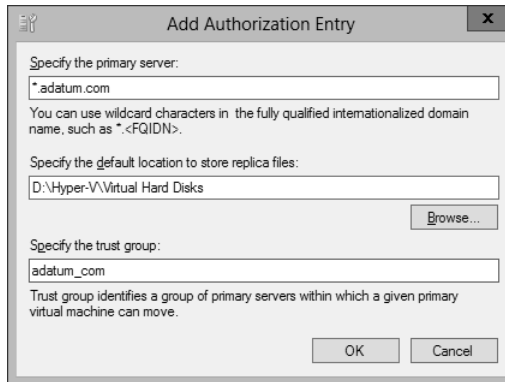 Add Authorization Entry
x
Specify the primary server:
*.adatum.com
You can use wildcard characters in the fully qualified internationalized domain
name, such as *.<FQIDN>.
Specify the default location to store replica files:
D:\Hyper-V\Virtual Hard Disks
Browse...
Specify the trust group:
adatum_com
Trust group identifies a group of primary servers within which a given primary
virtual machine can move.
OK Cancel